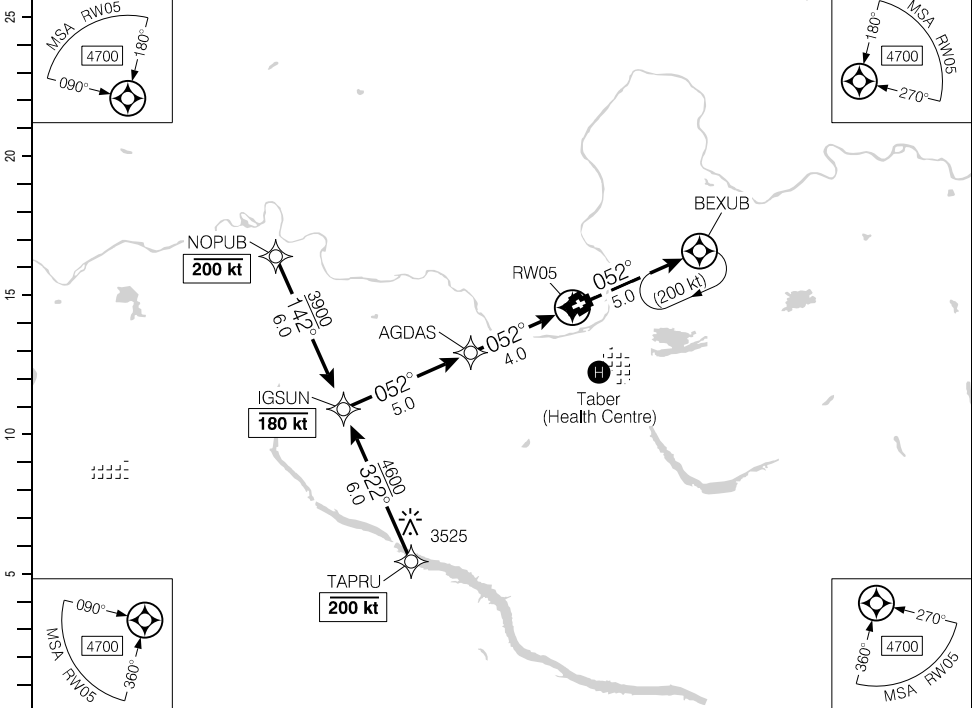 25
20
15
10
5
MSA RW05
4700
180°
090°
MSA RW05
180°
4700
270°
NOPUB
200 kt
3900
142°
6.0
BEXUB
RW05
052°
5.0
(200 kt)
AGDAS
052°
4.0
IGSUN
180 kt
052°
5.0
H
Taber
(Health Centre)
4600
322°
6.0
3525
TAPRU
200 kt
090°
4700
360°
MSA RW05
270°
4700
360°
MSA RW05